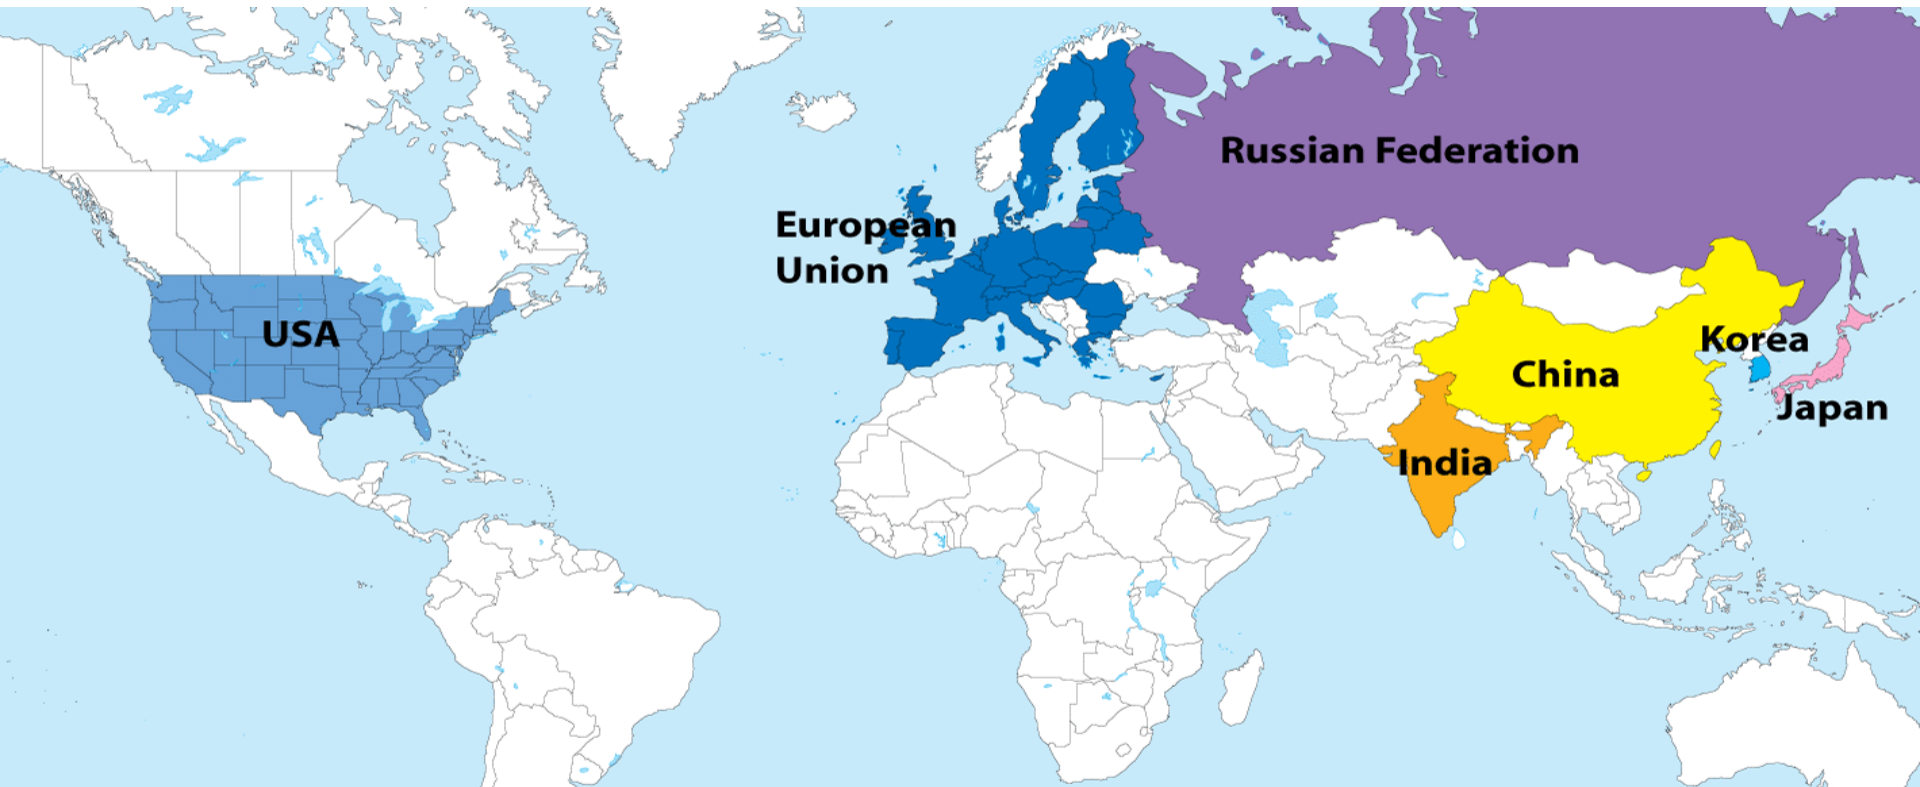 Russian Federation
European
Union
USA
Korea
China
Japan
India